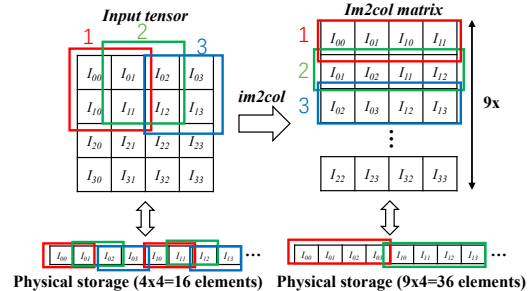 Input tensor
1
2
3
I00 I01 I02 I03
I10 I11 I12 I13
I20 I21 I22 I23
I30 I31 I32 I33
im2col
Im2col matrix
1
2
3
I00 I01 I10 I11
I01 I02 I11 I12
I02 I03 I12 I13
⋮
I22 I23 I32 I33
9x
I00 I01 I02 I03 I10 I11 I12 I13 ...
Physical storage (4x4=16 elements)
I00 I01 I02 I03 I10 I11 I12 I13 ...
Physical storage (9x4=36 elements)